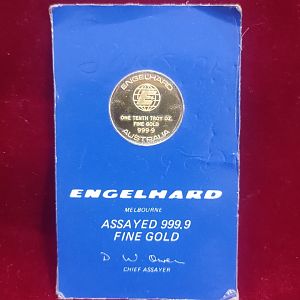 ENGELHARD
ONE TENTH TROY OZ.
FINE GOLD
999·9
AUSTRALIA
ENGELHARD
MELBOURNE
ASSAYED 999.9
FINE GOLD
D. W. Owen
CHIEF ASSAYER